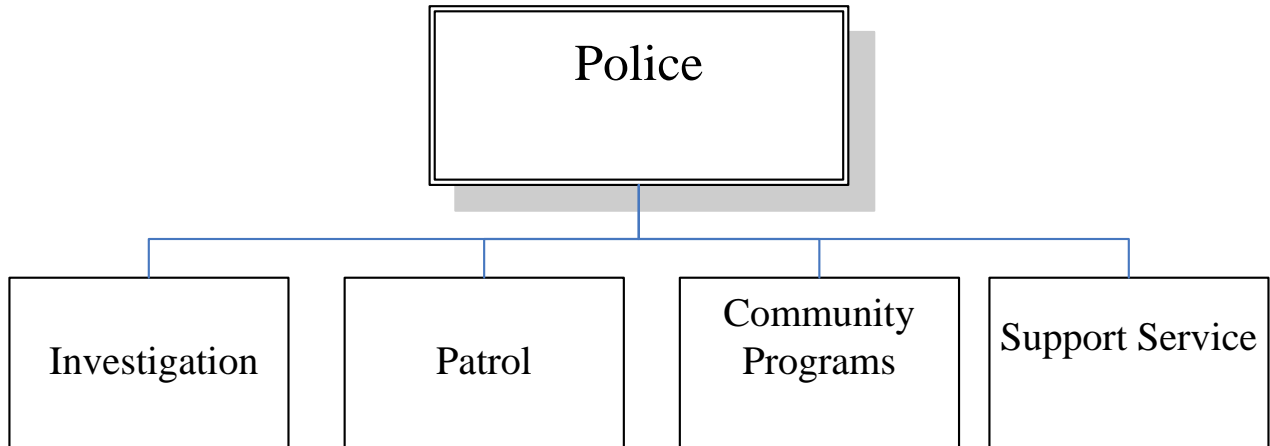 Police
Investigation
Patrol
Community
Programs
Support Service